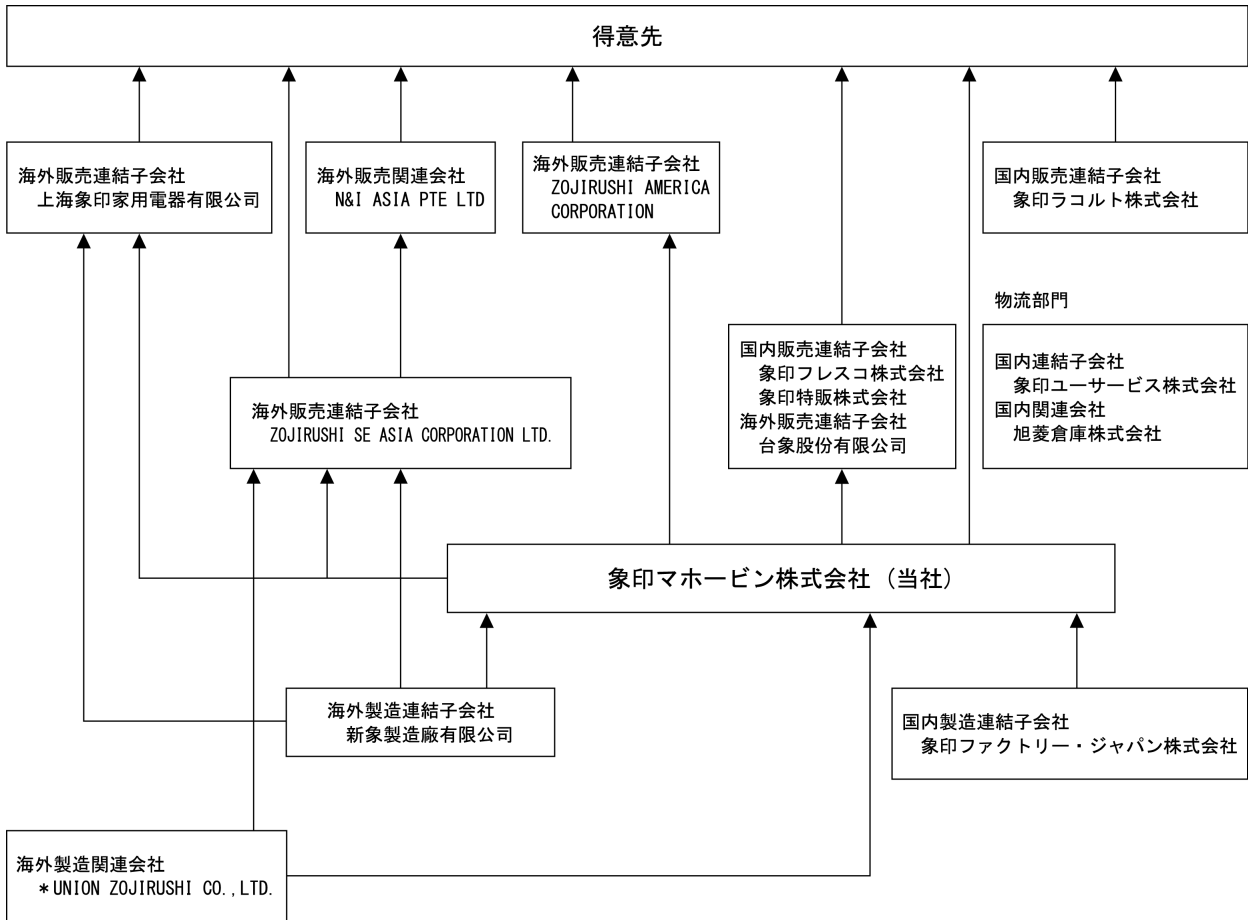 得意先
海外販売連結子会社
上海象印家用電器有限公司
海外販売関連会社
N&I ASIA PTE LTD
海外販売連結子会社
ZOJIRUSHI AMERICA
CORPORATION
国内販売連結子会社
象印ラコルト株式会社
物流部門
国内連結子会社
象印ユーサービス株式会社
国内関連会社
旭菱倉庫株式会社
国内販売連結子会社
象印フレスコ株式会社
象印特販株式会社
海外販売連結子会社
台象股份有限公司
海外販売連結子会社
ZOJIRUSHI SE ASIA CORPORATION LTD.
象印マホービン株式会社（当社）
海外製造連結子会社
新象製造廠有限公司
国内製造連結子会社
象印ファクトリー・ジャパン株式会社
海外製造関連会社
*UNION ZOJIRUSHI CO.,LTD.